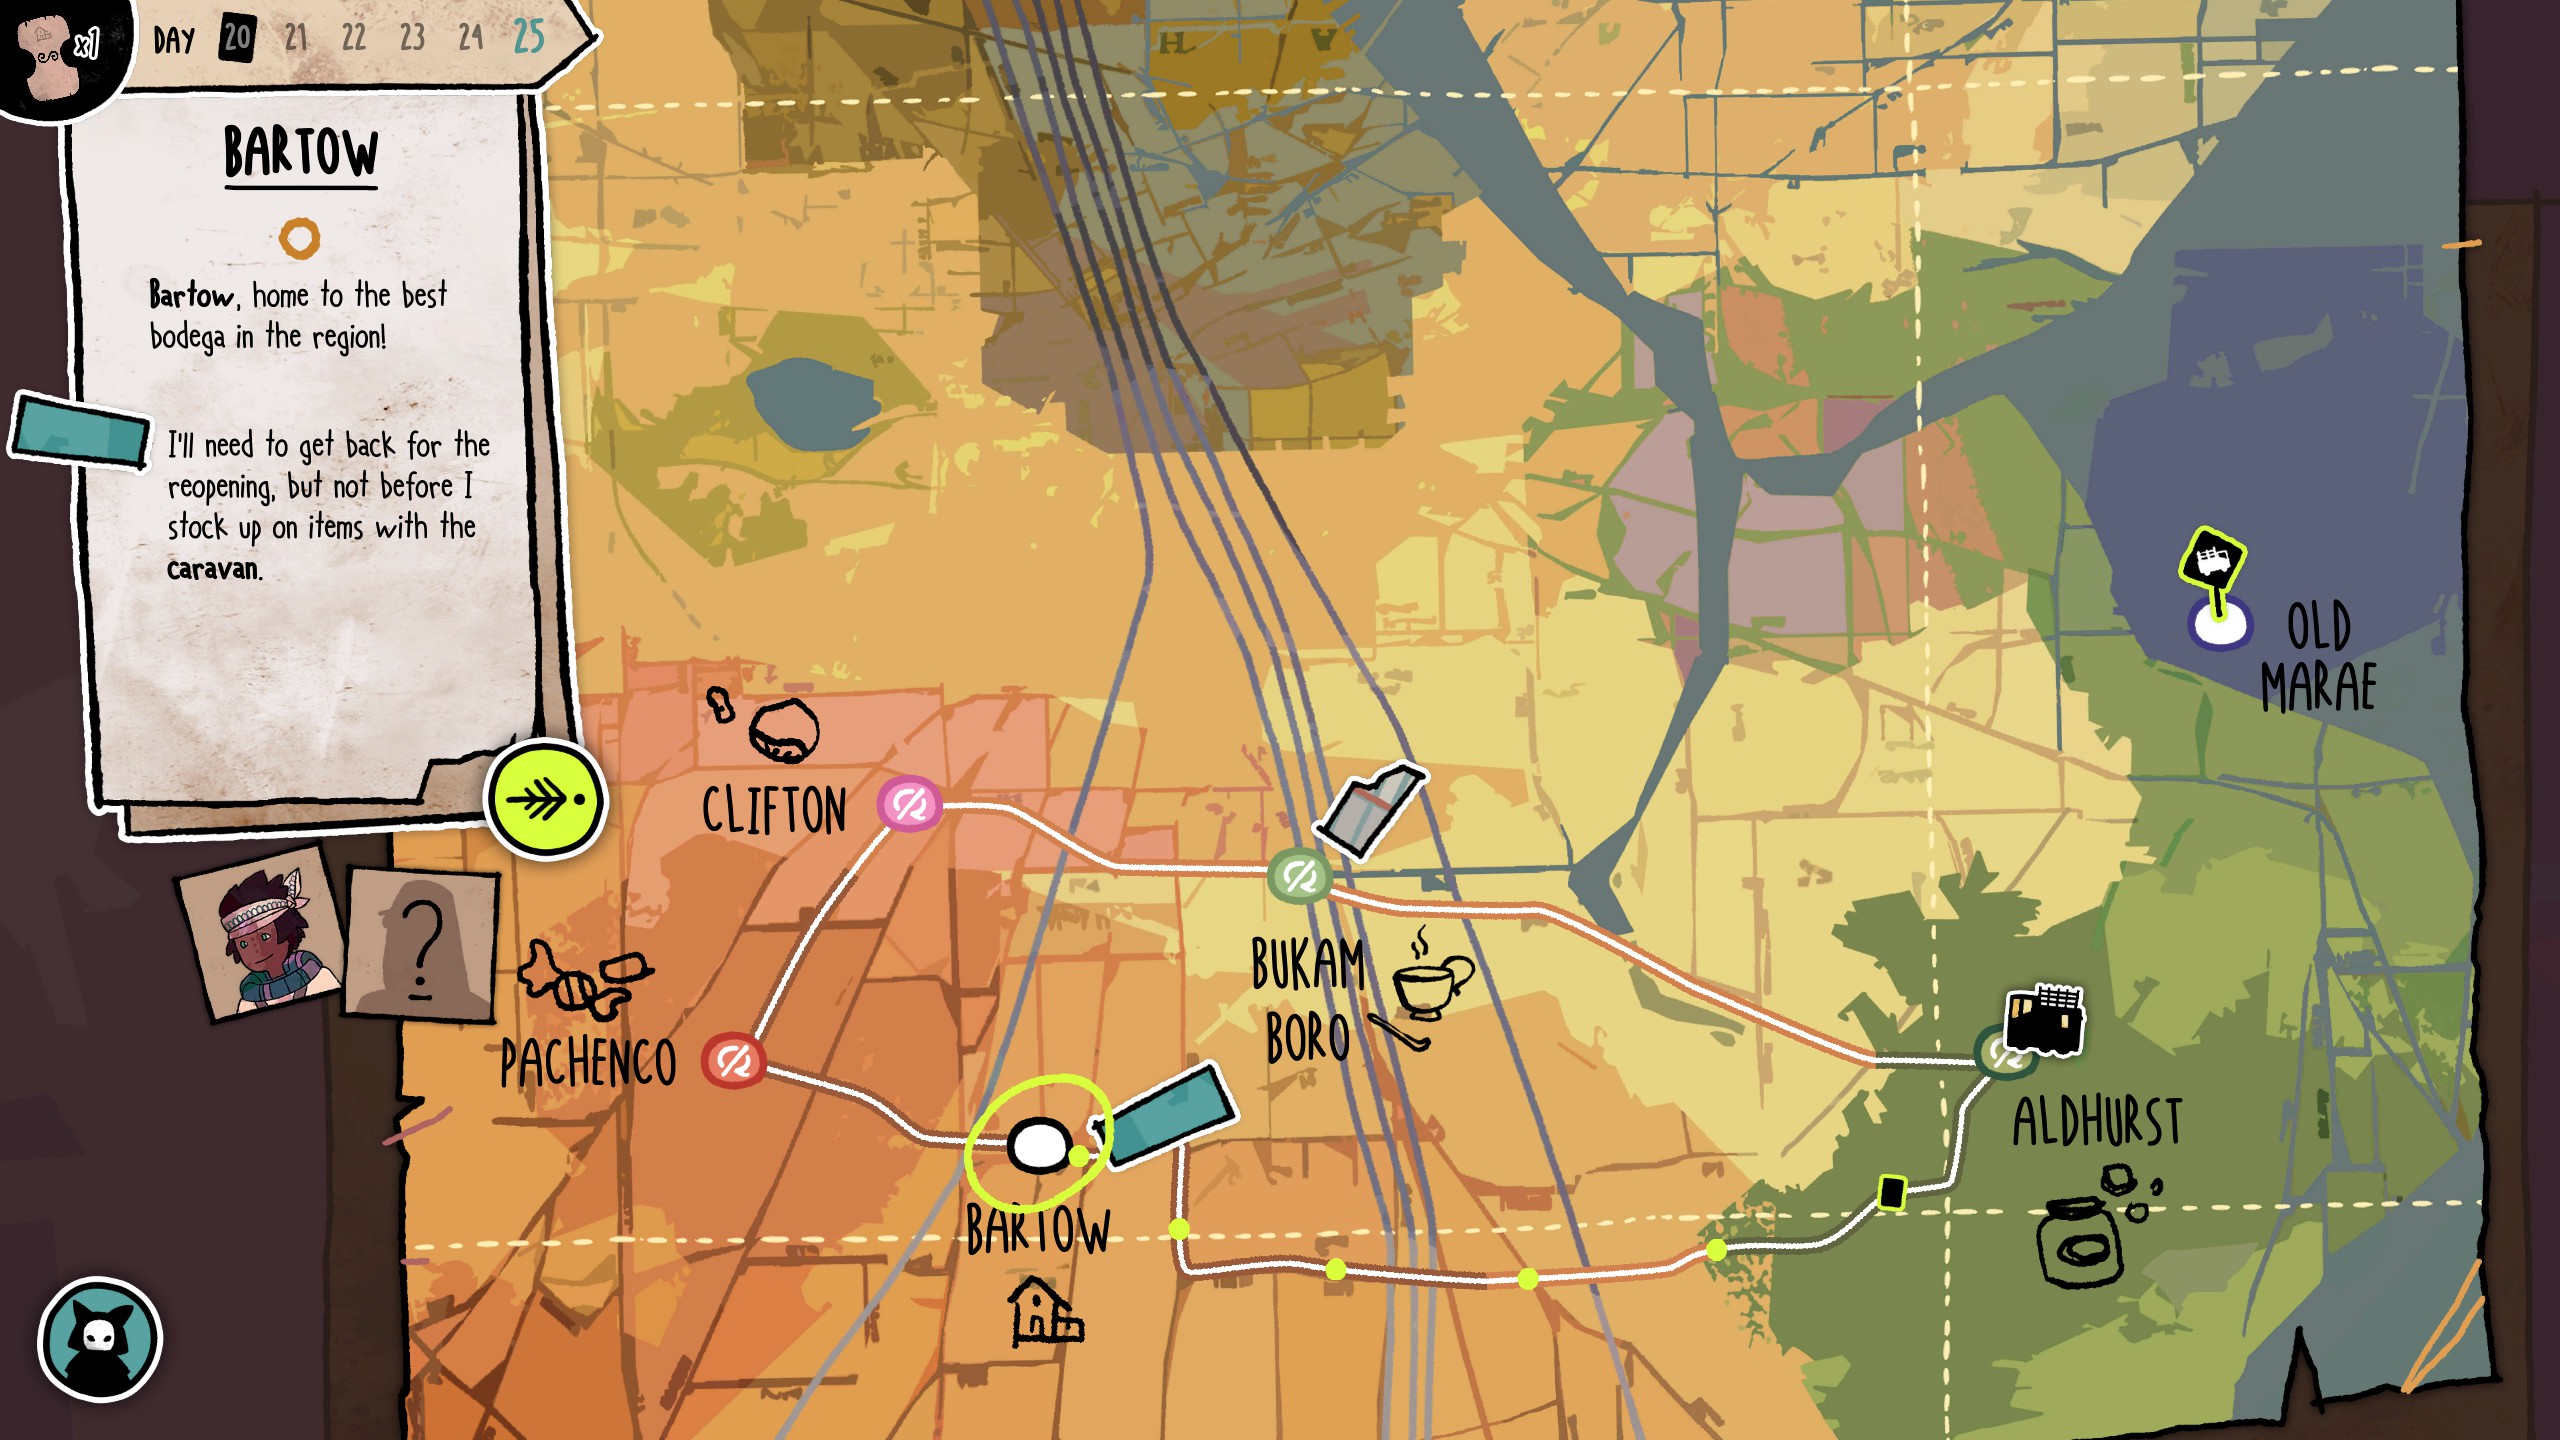 x1
DAY 20 21 22 23 24 25
BARTOW
Bartow, home to the best
bodega in the region!
I'll need to get back for the
reopening, but not before I
stock up on items with the
caravan.
?
H
OLD
MARAE
CLIFTON
BUKAM
BORO
PACHENCO
ALDHURST
BARTOW